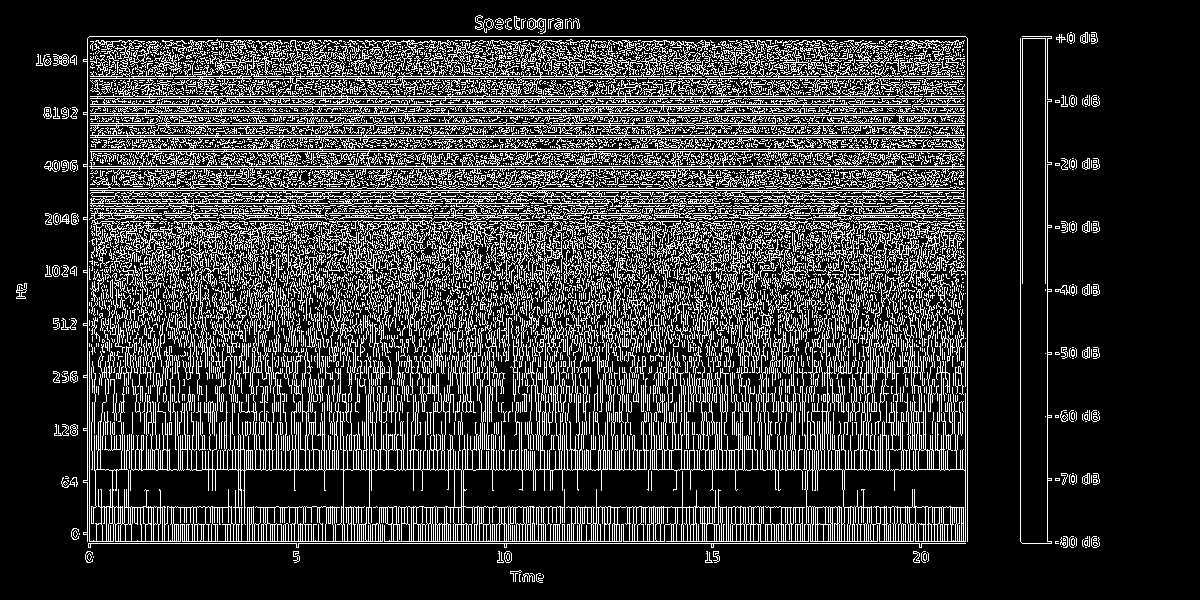 Spectrogram
16384
8192
4096
2048
1024
512
256
128
64
0
Hz
0
5
10
15
20
Time
+0 dB
-10 dB
-20 dB
-30 dB
-40 dB
-50 dB
-60 dB
-70 dB
-80 dB